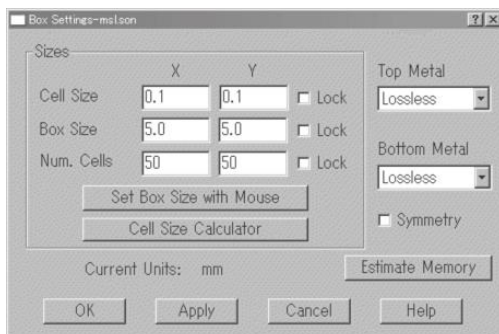 Box Settings-msl.son
Sizes
X Y
Cell Size 0.1 0.1 Lock
Box Size 5.0 5.0 Lock
Num. Cells 50 50 Lock
Set Box Size with Mouse
Cell Size Calculator
Top Metal
Lossless
Bottom Metal
Lossless
Symmetry
Current Units: mm
Estimate Memory
OK Apply Cancel Help